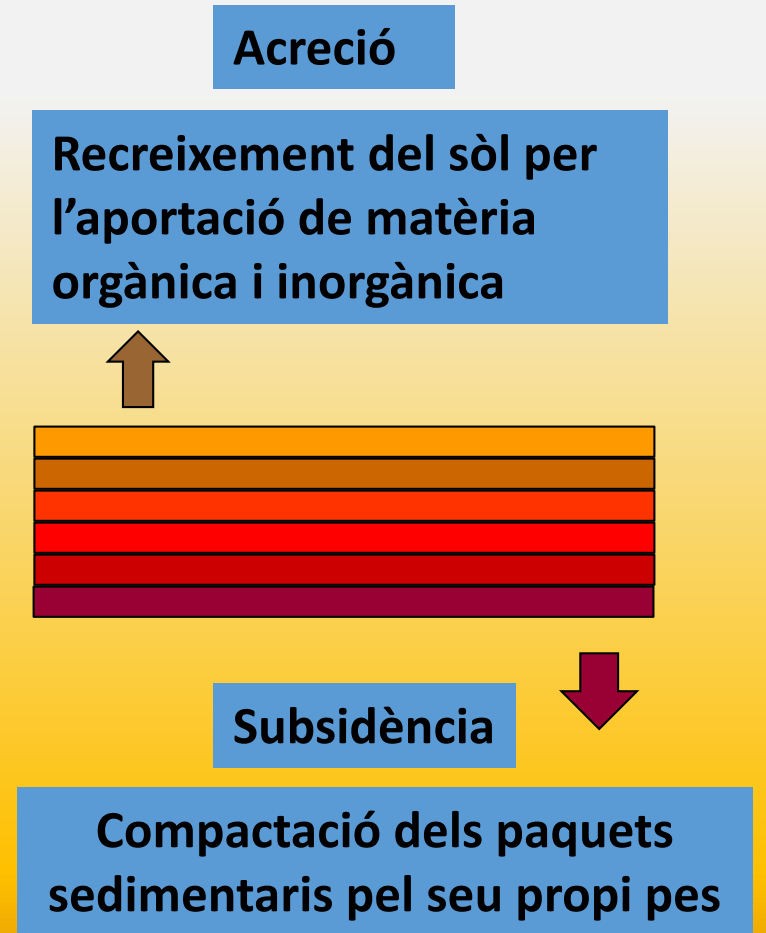 Acreció
Recreixement del sòl per
l’aportació de matèria
orgànica i inorgànica
Subsidència
Compactació dels paquets
sedimentaris pel seu propi pes